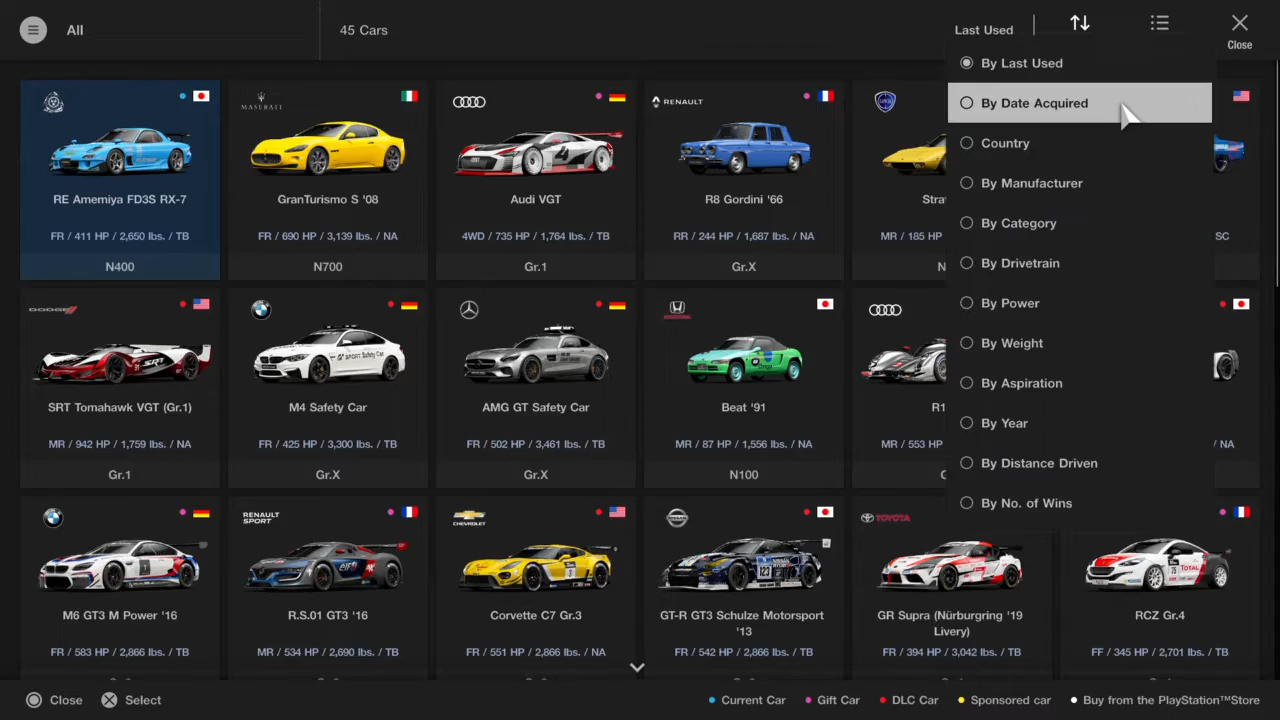 All
45 Cars
Last Used
Close
By Last Used
By Date Acquired
Country
By Manufacturer
By Category
By Drivetrain
By Power
By Weight
By Aspiration
By Year
By Distance Driven
By No. of Wins
RE Amemiya FD3S RX-7
FR / 411 HP / 2,650 lbs. / TB
N400
MASERATI
GranTurismo S '08
FR / 690 HP / 3,139 lbs. / NA
N700
Audi VGT
4WD / 735 HP / 1,764 lbs. / TB
Gr.1
RENAULT
R8 Gordini '66
RR / 244 HP / 1,687 lbs. / NA
Gr.X
Strat
MR / 185 HP
N
SC
DODGE
SRT Tomahawk VGT (Gr.1)
MR / 942 HP / 1,759 lbs. / NA
Gr.1
M4 Safety Car
FR / 425 HP / 3,300 lbs. / TB
Gr.X
AMG GT Safety Car
FR / 502 HP / 3,461 lbs. / TB
Gr.X
HONDA
Beat '91
MR / 87 HP / 1,556 lbs. / NA
N100
R1
MR / 553 HP
/ NA
M6 GT3 M Power '16
FR / 583 HP / 2,866 lbs. / TB
RENAULT SPORT
R.S.01 GT3 '16
MR / 534 HP / 2,690 lbs. / TB
CHEVROLET
Corvette C7 Gr.3
FR / 551 HP / 2,866 lbs. / NA
GT-R GT3 Schulze Motorsport
'13
FR / 542 HP / 2,866 lbs. / TB
TOYOTA
GR Supra (Nürburgring '19
Livery)
FR / 394 HP / 3,042 lbs. / TB
RCZ Gr.4
FF / 345 HP / 2,701 lbs. / TB
Close
Select
Current Car
Gift Car
DLC Car
Sponsored car
Buy from the PlayStation™Store